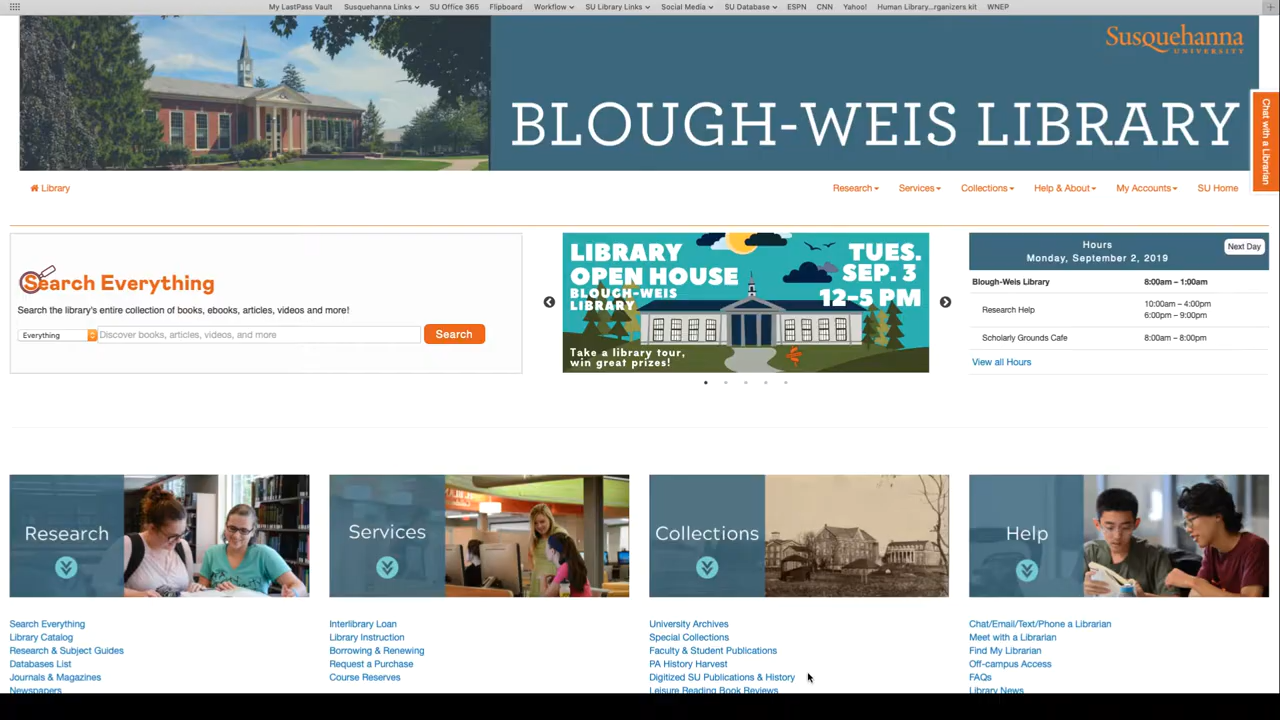 My LastPass Vault Susquehanna Links SU Office 365 Flipboard Workflow SU Library Links Social Media SU Database ESPN CNN Yahoo! Human Library...rganizers kit WNEP
Susquehanna
UNIVERSITY
BLOUGH-WEIS LIBRARY
Chat with a Librarian
Library
Research Services Collections Help & About My Accounts SU Home
Search Everything
Search the library's entire collection of books, ebooks, articles, videos and more!
Everything Discover books, articles, videos, and more Search
LIBRARY
OPEN HOUSE
BLOUGH-WEIS
LIBRARY
TUES.
SEP. 3
12-5 PM
Take a library tour,
win great prizes!
Hours
Monday, September 2, 2019
Next Day
Blough-Weis Library 8:00am – 1:00am
Research Help 10:00am – 4:00pm
6:00pm – 9:00pm
Scholarly Grounds Cafe 8:00am – 8:00pm
View all Hours
Research
Services
Collections
Help
Search Everything
Library Catalog
Research & Subject Guides
Databases List
Journals & Magazines
Newspapers
Interlibrary Loan
Library Instruction
Borrowing & Renewing
Request a Purchase
Course Reserves
University Archives
Special Collections
Faculty & Student Publications
PA History Harvest
Digitized SU Publications & History
Leisure Reading Book Reviews
Chat/Email/Text/Phone a Librarian
Meet with a Librarian
Find My Librarian
Off-campus Access
FAQs
Library News